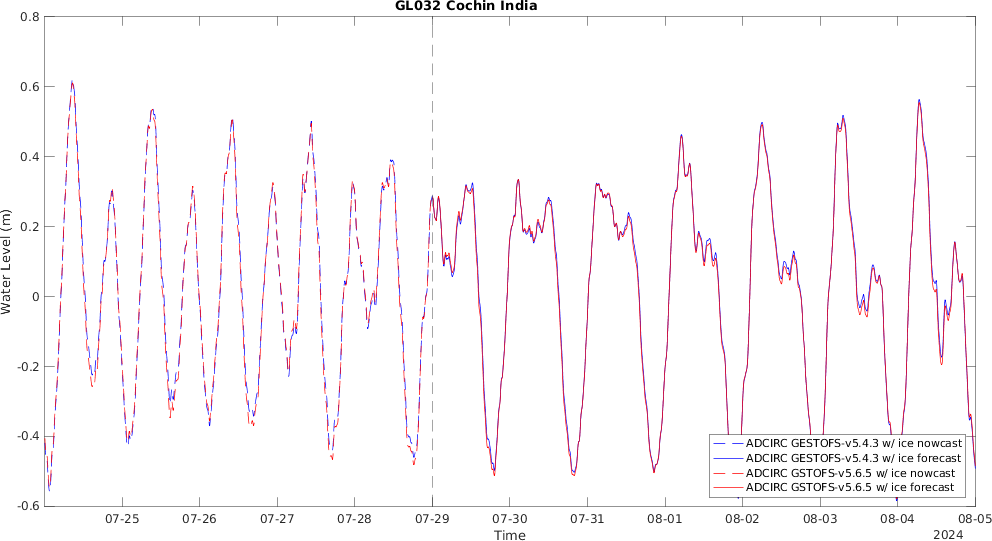 GL032 Cochin India
0.8
0.6
0.4
0.2
0
-0.2
-0.4
-0.6
Water Level (m)
ADCIRC GESTOFS-v5.4.3 w/ ice nowcast
ADCIRC GESTOFS-v5.4.3 w/ ice forecast
ADCIRC GSTOFS-v5.6.5 w/ ice nowcast
ADCIRC GSTOFS-v5.6.5 w/ ice forecast
07-25 07-26 07-27 07-28 07-29 07-30 07-31 08-01 08-02 08-03 08-04 08-05
Time
2024